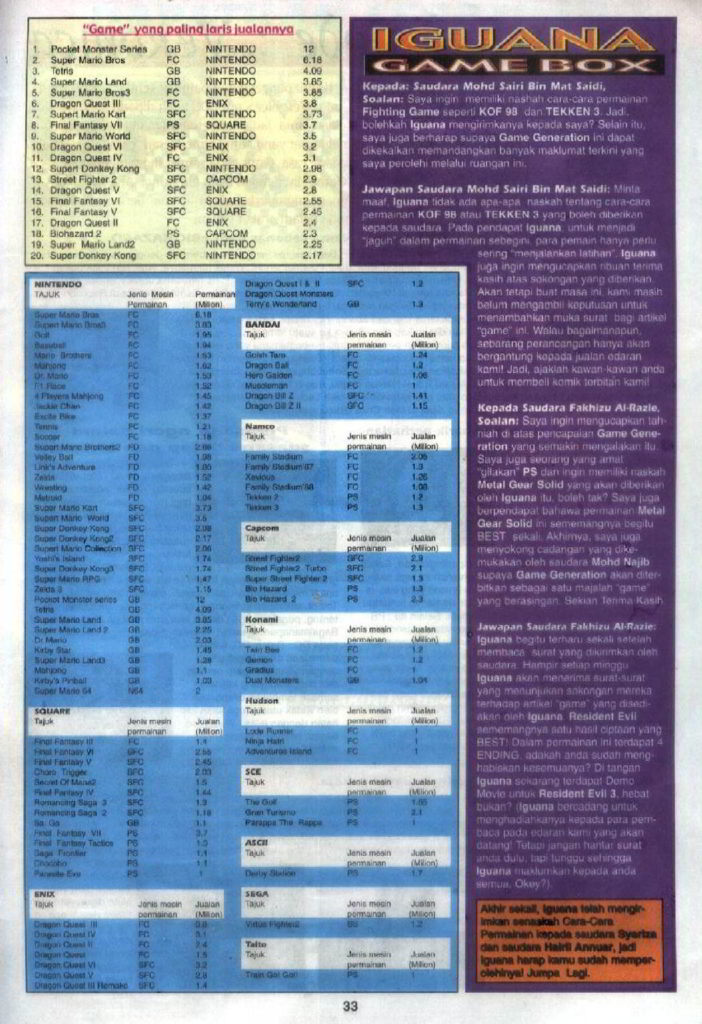 "Game" yang paling laris jualannya
1. Pocket Monster Series GB NINTENDO 12
2. Super Mario Bros FC NINTENDO 6.18
3. Tetris GB NINTENDO 4.09
4. Super Mario Land GB NINTENDO 3.85
5. Super Mario Bros3 FC NINTENDO 3.85
6. Dragon Quest III FC ENIX 3.8
7. Supert Mario Kart SFC NINTENDO 3.73
8. Final Fantasy VII PS SQUARE 3.7
9. Super Mario World SFC NINTENDO 3.5
10. Dragon Quest VI SFC ENIX 3.2
11. Dragon Quest IV FC ENIX 3.1
12. Supert Donkey Kong SFC NINTENDO 2.98
13. Street Fighter 2 SFC CAPCOM 2.9
14. Dragon Quest V SFC ENIX 2.8
15. Final Fantasy VI SFC SQUARE 2.55
16. Final Fantasy V SFC SQUARE 2.45
17. Dragon Quest II FC ENIX 2.4
18. Biohazard 2 PS CAPCOM 2.3
19. Super Mario Land2 GB NINTENDO 2.25
20. Super Donkey Kong SFC NINTENDO 2.17
NINTENDO
TAJUK Jenis Mesin Permainan
Permainan (Milion)
Super Mario Bros FC 6.18
Supert Mario Bros3 FC 3.83
Golf FC 1.95
Baseball FC 1.94
Mario Brothers FC 1.63
Mahjong FC 1.62
Dr. Mario FC 1.53
F1 Race FC 1.52
4 Players Mahjong FC 1.45
Jackie Chan FC 1.42
Excite Bike FC 1.37
Tennis FC 1.21
Soccer FC 1.18
Supert Mario Brothers2 FD
Volley Ball FD
Link's Adventure FD
Zelda FD
Wresting FD 1.42
Metroid FD 1.04
Super Mario Kart SFC 3.73
Supert Mario World SFC 3.5
Super Donkey Kong SFC 2.98
Super Donkey Kong2 SFC 2.17
Supert Mario Collection SFC
Yoshi's Island SFC 1.74
Super Donkey Kong3 SFC 1.74
Super Mario RPG SFC 1.47
Zelda 3 SFC 1.15
Pocket Monster series GB 12
Tetris GB 4.09
Super Mario Land GB 3.85
Super Mario Land 2 GB 2.25
Dr Mario GB 2.03
Kirby Star GB 1.48
Super Mario Land3 GB 1.28
Mahjong GB 1.1
Kirby's Pinball GB 1.03
Super Mario 64 N64 2
SQUARE
Tajuk Jenis mesin Jualan
permainan (Milion)
Final Fantasy III FC 1.4
Final Fantasy VI SFC 2.55
Final Fantasy V SFC 2.45
Choro Trigger SFC 2.03
Secret Of Mana2 SFC 1.5
Final Fantasy IV SFC 1.44
Romancing Saga 3 SFC 1.3
Romancing Saga 2 SFC 1.18
Sa Ga GB 1.1
Final Fantasy VII PS 3.7
Final Fantasy Tactics PS 1.3
Saga Frontier PS 1.1
Chocobo PS 1.1
Parasite Eve PS 1
ENIX
Tajuk Jenis mesin Jualan
permainan (Milion)
Dragon Quest III FC 3.8
Dragon Quest IV FC 3.1
Dragon Quest II FC 2.4
Dragon Quest FC 1.5
Dragon Quest VI SFC 3.2
Dragon Quest V SFC 2.8
Dragon Quest III Remake SFC 1.4
Dragon Quest I & II SFC 1.2
Dragon Quest Monsters
Terry's Wonderland GB 1.3
BANDAI
Tajuk Jenis mesin Jualan
permainan (Milion)
FC 1.24
Dragon Ball FC 1.2
Hero Gaiden FC 1.06
Muscleman FC 1
Dragon Bill Z SFC 1.41
Dragon Bill Z II SFC 1.15
Namco
Tajuk Jenis mesin Jualan
permainan (Milion)
Family Stadium FC 2.05
Family Stadium'87 FC 1.3
Xevious FC 1.26
Family Stadium'88 FC
Tekken 2 PS 1.2
Tekken 3 PS 1.3
Capcom
Tajuk Jenis mesin Jualan
permainan (Milion)
Street Fighter2 SFC 2.9
Street Fighter2 Turbo SFC 2.1
Super Street Fighter 2 SFC 1.3
Bio Hazard PS 1.3
Bio Hazard 2 PS 2.3
Konami
Tajuk Jenis mesin Jualan
permainan (Milion)
Twin Bee FC 1.2
Gemon FC 1.2
Gradius FC 1
Dual Monsters GB 1.04
Hudson
Tajuk Jenis mesin Jualan
permainan (Milion)
Lode Runner FC 1
Ninja Hatri FC 1
Adventures Island FC 1
SCE
Tajuk Jenis mesin Jualan
permainan (Milion)
The Golf PS
Gran Turismo PS 2.1
Parappa The Rappa PS 1
ASCII
Tajuk Jenis mesin Jualan
permainan (Milion)
Derby Station PS 1.7
SEGA
Tajuk Jenis mesin Jualan
permainan (Milion)
Virtua Fighter2 SS 1.2
Taito
Tajuk Jenis mesin Jualan
permainan (Milion)
Train Go! Go!! PS 1
IGUANA
GAME BOX
Kepada: Saudara Mohd Sairi Bin Mat Saidi,
Soalan: Saya ingin memiliki nashah cara-cara permainan
Fighting Game seperti KOF 98 dan TEKKEN 3. Jadi,
bolehkah Iguana mengirimkanya kepada saya? Selain itu,
saya juga berharap supaya Game Generation ini dapat
dikekalkan memandangkan banyak maklumat terkini yang
saya perolehi melalui ruangan ini.
Jawapan Saudara Mohd Sairi Bin Mat Saidi: Minta
maaf, Iguana tidak ada apa-apa naskah tentang cara-cara
permainan KOF 98 atau TEKKEN 3 yang boleh diberikan
kepada saudara. Pada pendapat Iguana, untuk menjadi
"jaguh" dalam permainan sebegini, para pemain hanya perlu
sering "menjalankan latihan". Iguana
juga ingin mengucapkan ribuan terima
kasih atas sokongan yang diberikan.
Akan tetapi buat masa ini, kami masih
belum mengambil keputusan untuk
menambahkan muka surat bagi artikel
"game" ini. Walau bagaimanapun,
sebarang perancangan hanya akan
bergantung kepada jualan edaran
kami! Jadi, ajaklah kawan-kawan anda
untuk membeli komik terbitan kami!
Kepada Saudara Fakhizu Al-Razie,
Soalan: Saya ingin mengucapkan tah-
niah di atas pencapaian Game Gene-
ration yang semakin mengalakan itu.
Saya juga seorang yang amat
"gilakan" PS dan ingin memiliki naskah
Metal Gear Solid yang akan diberikan
oleh Iguana itu, boleh tak? Saya juga
berpendapat bahawa permainan Metal
Gear Solid ini sememangnya begitu
BEST sekali. Akhirnya, saya juga
menyokong cadangan yang dike-
mukakan oleh saudara Mohd Najib
supaya Game Generation akan diter-
bitkan sebagai satu majalah "game"
yang berasingan. Sekian Terima Kasih.
Jawapan Saudara Fakhizu Al-Razie:
Iguana begitu terharu sekali setelah
membaca surat yang dikirimkan oleh
saudara. Hampir setiap minggu
Iguana akan menerima surat-surat
yang menunjukan sokongan mereka
terhadap artikel "game" yang disedi-
akan oleh Iguana. Resident Evil
sememangnya satu hasil ciptaan yang
BEST! Dalam permainan ini terdapat 4
ENDING, adakah anda sudah meng-
habiskan kesemuanya? Di tangan
Iguana sekarang terdapat Demo
Movie untuk Resident Evil 3, hebat
bukan? (Iguana bercadang untuk
menghadiahkanya kepada para pem-
baca pada edaran kami yang akan
datang! Tetapi jangan hantar surat
anda dulu, tapi tunggu sehingga
Iguana maklumkan kepada anda
semua, Okey?).
Akhir sekali, Iguana telah mengir-
imkan senaskah Cara-Cara
Permainan kepada saudara Syariza
dan saudara Hairil Annuar, jadi
Iguana harap kamu sudah memper-
olehinya! Jumpa Lagi.
33